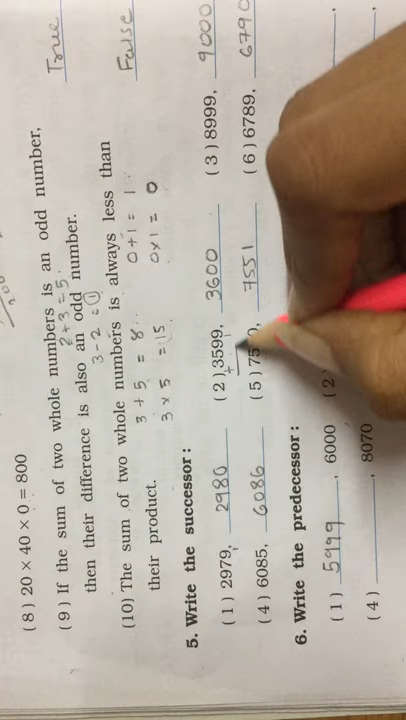 (8) 20 × 40 × 0 = 800
(9) If the sum of two whole numbers is an odd number,
2 + 3 = 5.
then their difference is also an odd number. True
3 - 2 = 1
(10) The sum of two whole numbers is always less than
their product. False
3 + 5 = 8 0 + 1 = 1
3 × 5 = 15 0 × 1 = 0
5. Write the successor :
(1) 2979, 2980 (2) 3599, 3600 (3) 8999, 9000
(4) 6085, 6086 (5) 7551 (6) 6789, 6790
6. Write the predecessor :
(1) 5999, 6000 (2
(4) , 8070